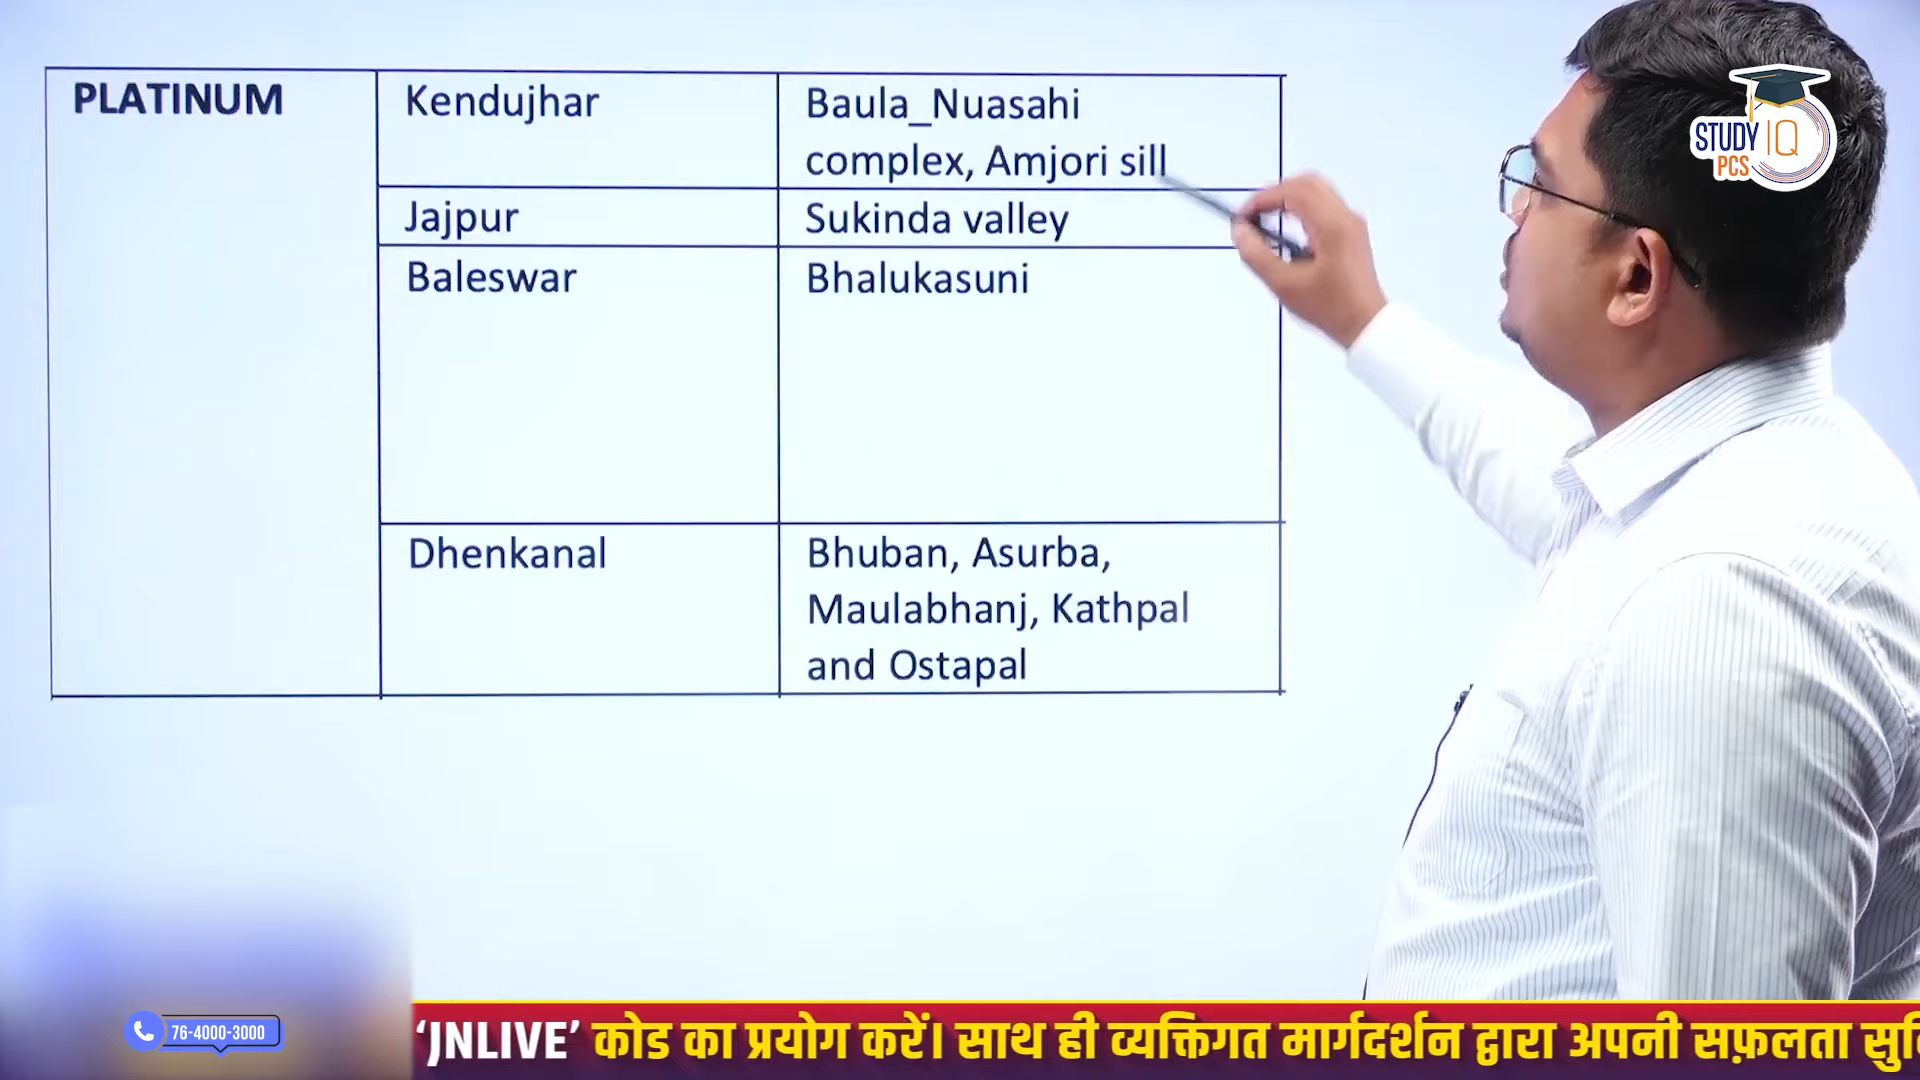 PLATINUM
Kendujhar
Baula_Nuasahi
complex, Amjori sill
Jajpur
Sukinda valley
Baleswar
Bhalukasuni
Dhenkanal
Bhuban, Asurba,
Maulabhanj, Kathpal
and Ostapal
STUDY IQ
PCS
76-4000-3000
‘JNLIVE’ कोड का प्रयोग करें। साथ ही व्यक्तिगत मार्गदर्शन द्वारा अपनी सफ़लता